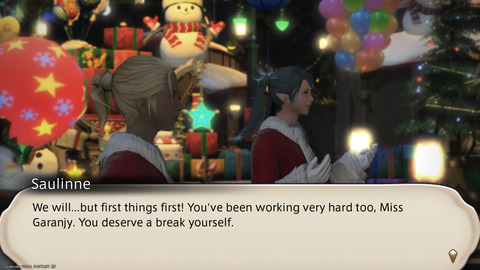 Saulinne
We will...but first things first! You've been working very hard too, Miss
Garanjy. You deserve a break yourself.